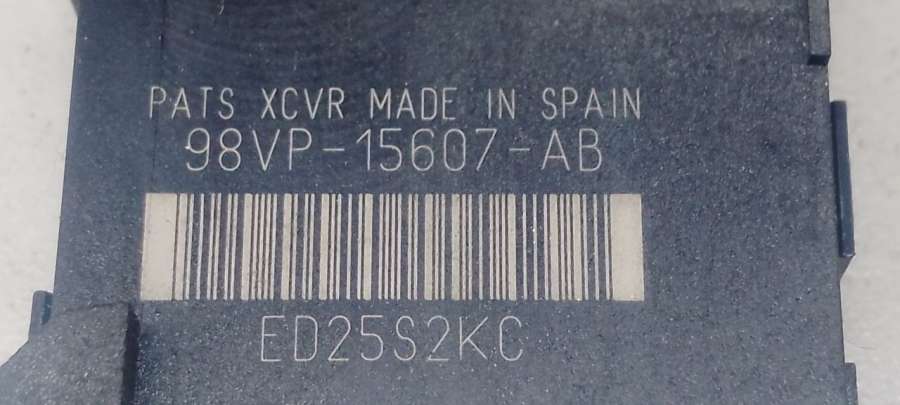 PATS XCVR MADE IN SPAIN
98VP-15607-AB
ED25S2KC